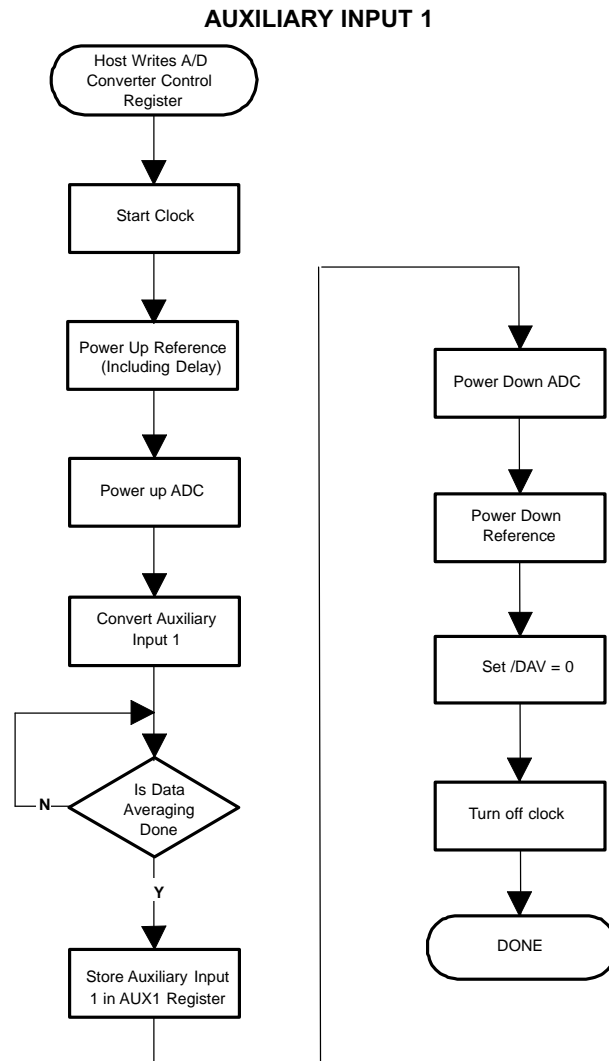 AUXILIARY INPUT 1
Host Writes A/D
Converter Control
Register
Start Clock
Power Up Reference
(Including Delay)
Power up ADC
Convert Auxiliary
Input 1
Is Data
Averaging
Done
N
Y
Store Auxiliary Input
1 in AUX1 Register
Power Down ADC
Power Down
Reference
Set /DAV = 0
Turn off clock
DONE